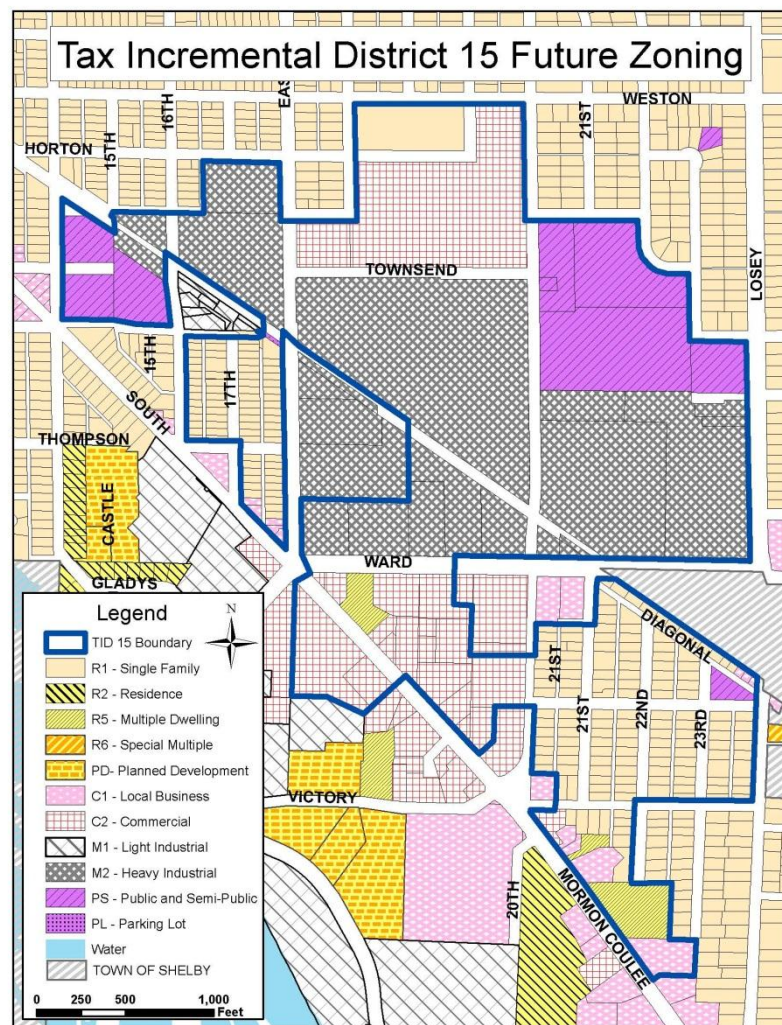 Tax Incremental District 15 Future Zoning
16TH
EAS
WESTON
21ST
15TH
HORTON
LOSEY
TOWNSEND
15TH
17TH
SOUTH
THOMPSON
CASTLE
WARD
GLADYS
DIAGONAL
21ST
21ST
22ND
23RD
VICTORY
20TH
MORMON COULEE
Legend
N
TID 15 Boundary
R1 - Single Family
R2 - Residence
R5 - Multiple Dwelling
R6 - Special Multiple
PD- Planned Development
C1 - Local Business
C2 - Commercial
M1 - Light Industrial
M2 - Heavy Industrial
PS - Public and Semi-Public
PL - Parking Lot
Water
TOWN OF SHELBY
0 250 500 1,000
Feet